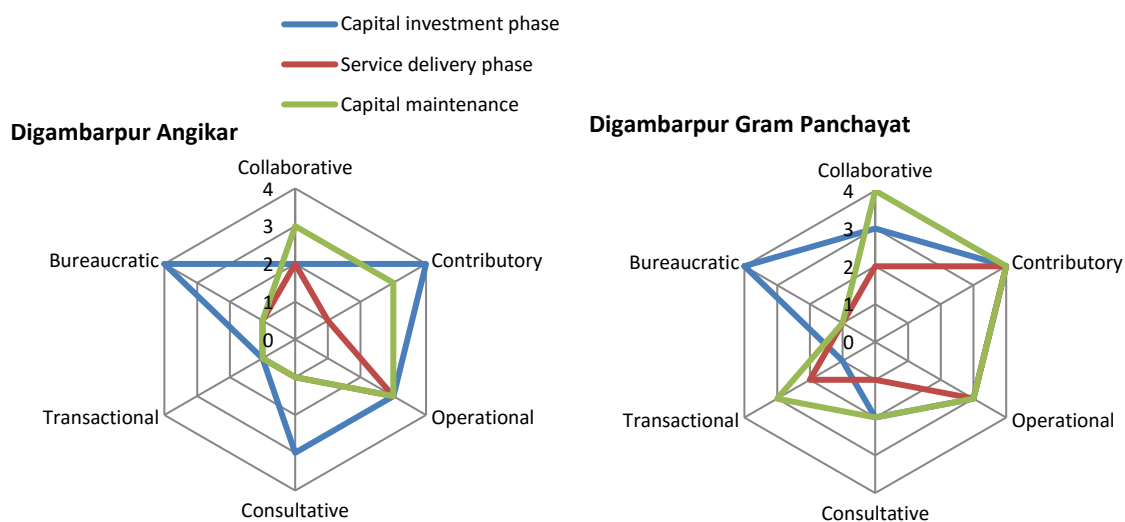 Capital investment phase
Service delivery phase
Capital maintenance
Digambarpur Angikar
Collaborative
4
3
2
1
0
Bureaucratic
Contributory
Transactional
Operational
Consultative
Digambarpur Gram Panchayat
Collaborative
4
3
2
1
0
Bureaucratic
Contributory
Transactional
Operational
Consultative